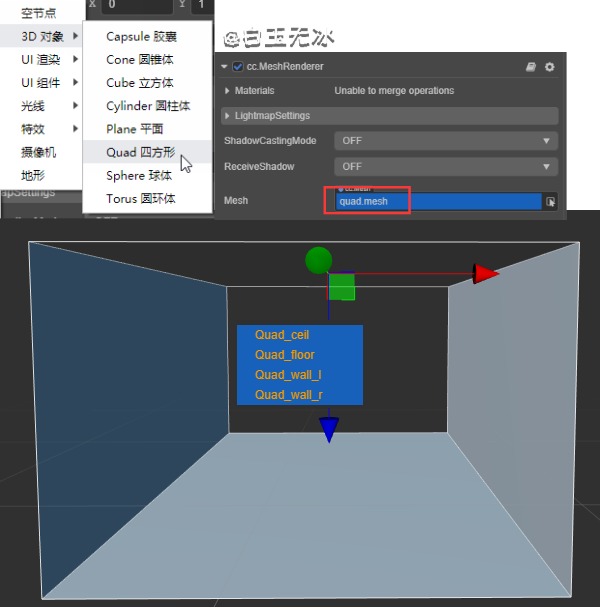 空节点
3D 对象
UI 渲染
UI 组件
光线
特效
摄像机
地形
X 0 Y 1
Capsule 胶囊
Cone 圆锥体
Cube 立方体
Cylinder 圆柱体
Plane 平面
Quad 四方形
Sphere 球体
Torus 圆环体
@白玉无冰
cc.MeshRenderer
Materials Unable to merge operations
LightmapSettings
ShadowCastingMode OFF
ReceiveShadow OFF
cc.Mesh
Mesh quad.mesh
Quad_ceil
Quad_floor
Quad_wall_l
Quad_wall_r